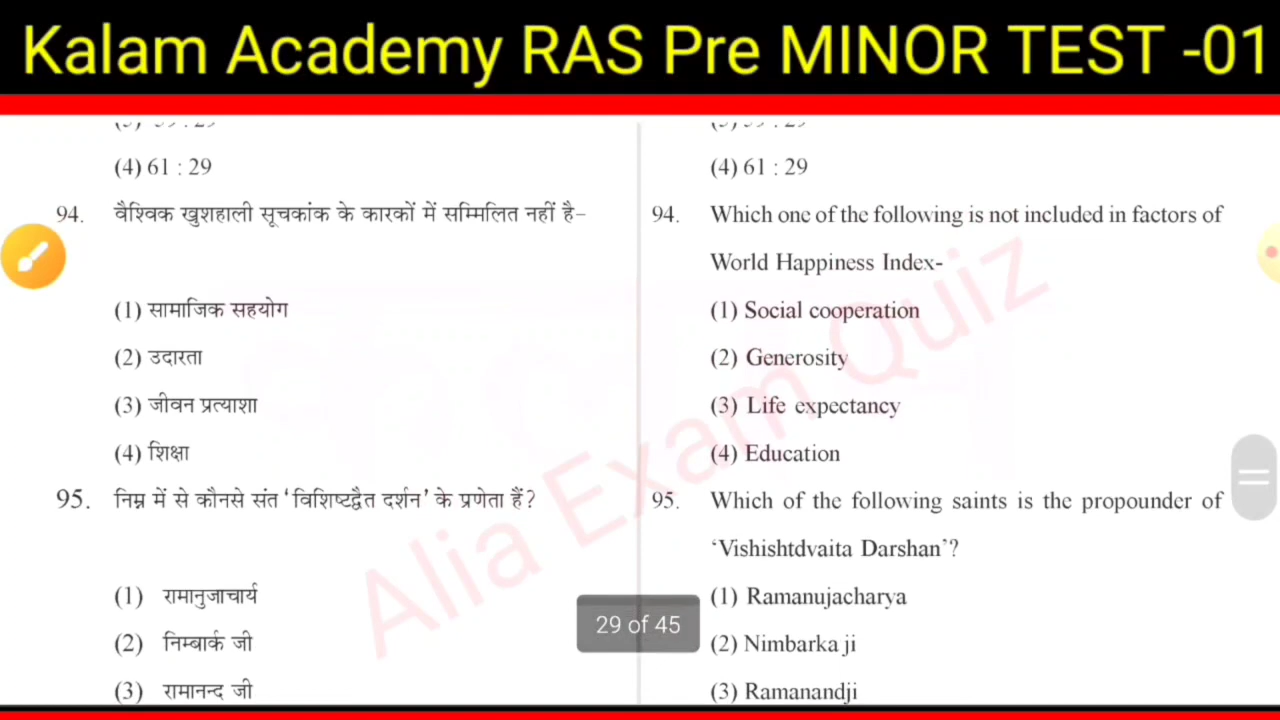 Kalam Academy RAS Pre MINOR TEST -01
(4) 61 : 29
94. वैश्विक खुशहाली सूचकांक के कारकों में सम्मिलित नहीं है-
(1) सामाजिक सहयोग
(2) उदारता
(3) जीवन प्रत्याशा
(4) शिक्षा
95. निम्न में से कौनसे संत ‘विशिष्टद्वैत दर्शन’ के प्रणेता हैं?
(1) रामानुजाचार्य
(2) निम्बार्क जी
(3) रामानन्द जी
(4) 61 : 29
94. Which one of the following is not included in factors of
World Happiness Index-
(1) Social cooperation
(2) Generosity
(3) Life expectancy
(4) Education
95. Which of the following saints is the propounder of
‘Vishishtdvaita Darshan’?
(1) Ramanujacharya
(2) Nimbarka ji
(3) Ramanandji
Alia Exam Quiz
29 of 45